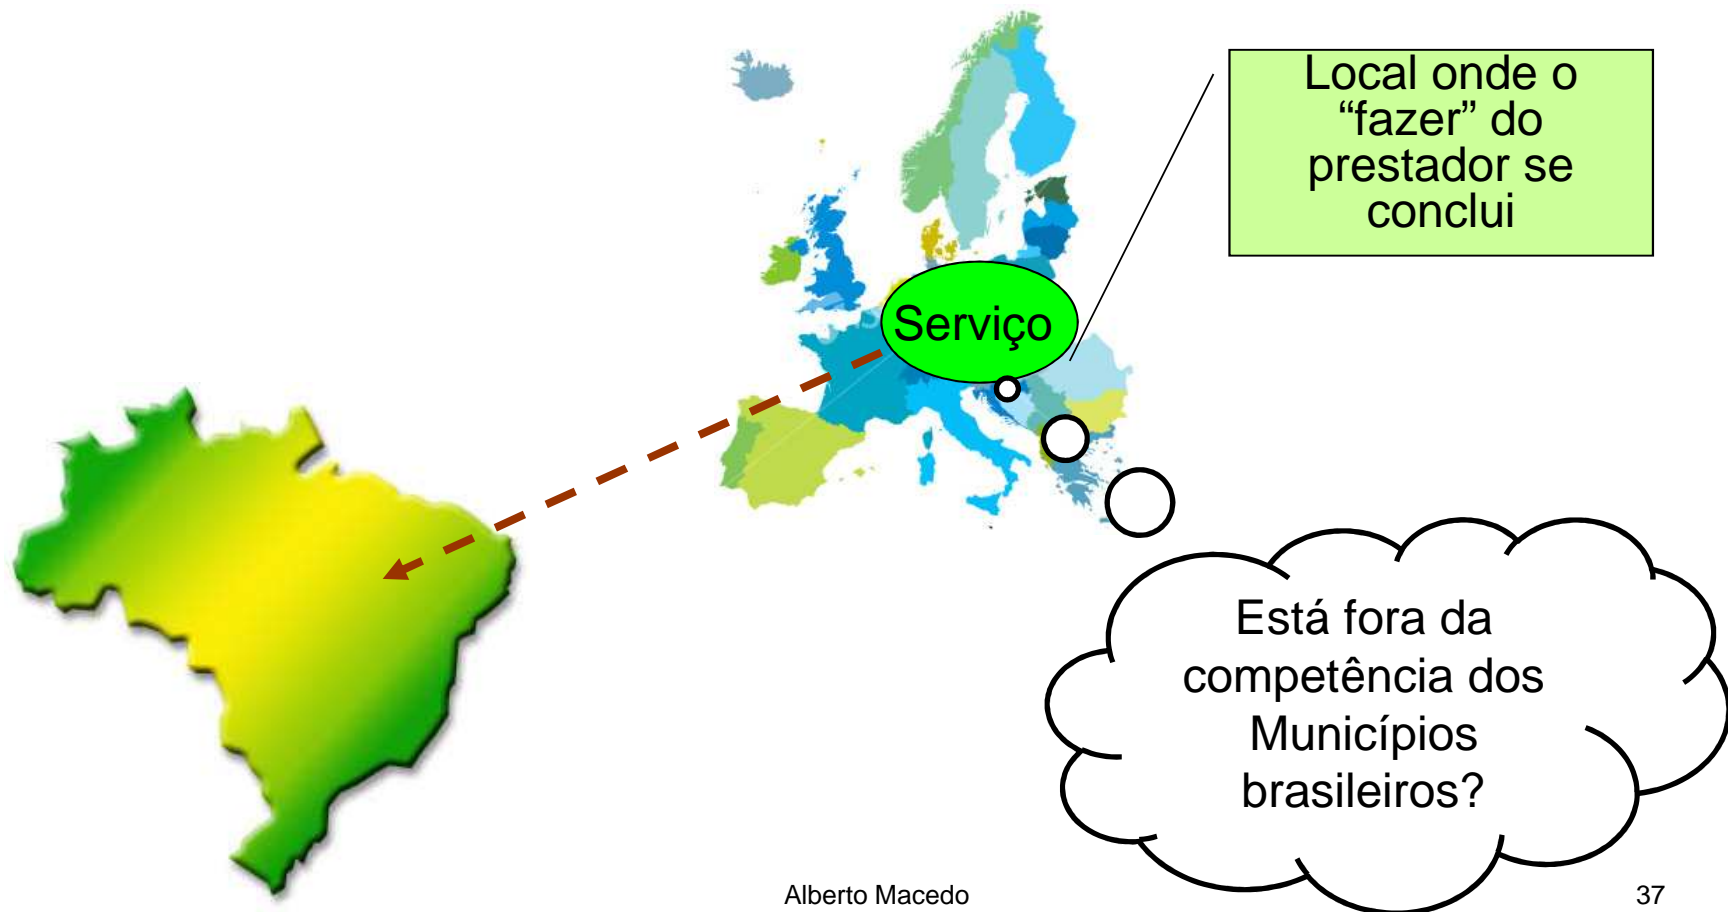 Local onde o
“fazer” do
prestador se
conclui
Serviço
Está fora da
competência dos
Municípios
brasileiros?
Alberto Macedo
37